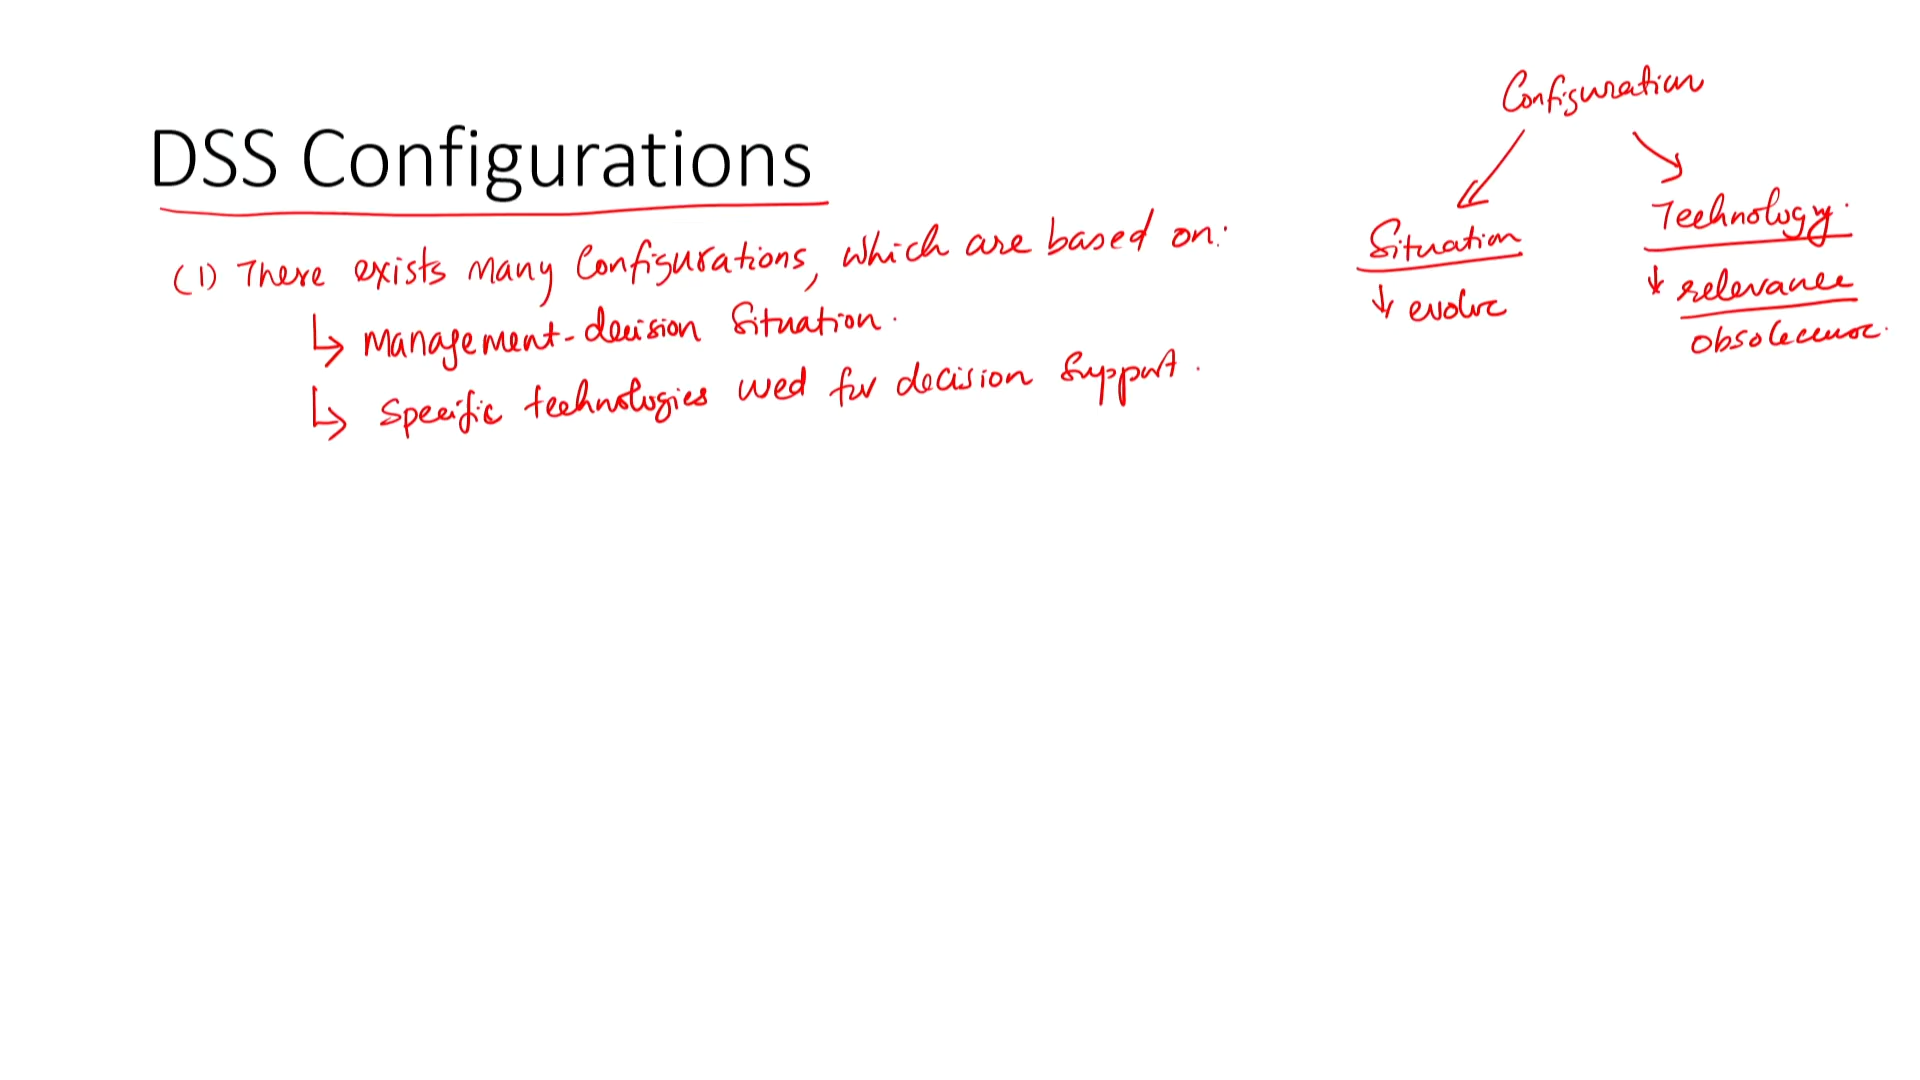 DSS Configurations
(1) There exists many Configurations, which are based on:
↳ Management-decision Situation.
↳ Specific technologies used for decision Support.
Configuration
Situation
↓ evolve
Technology.
↓ relevance
obsolecence.